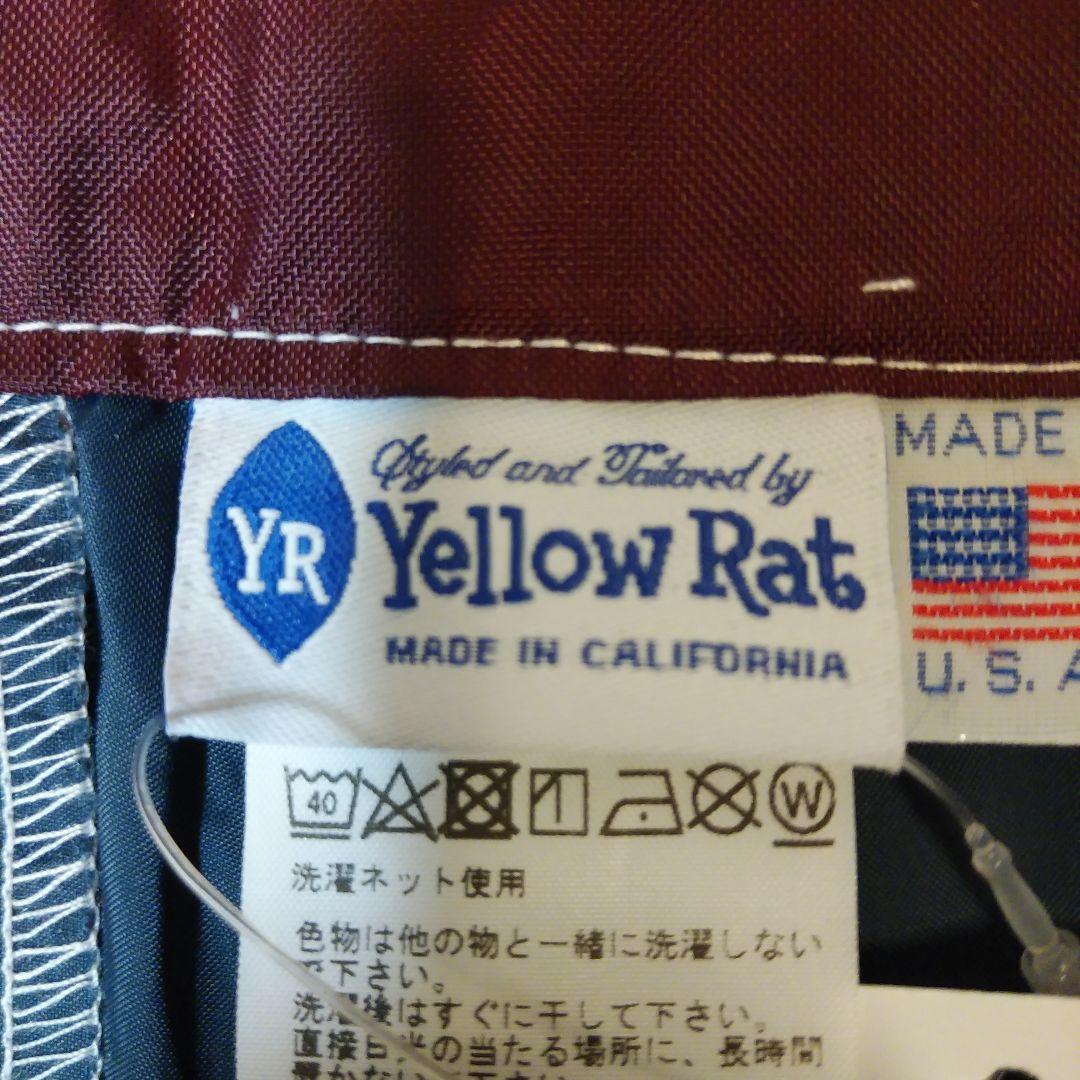 Styled and Tailored by
YR
Yellow Rat
MADE IN CALIFORNIA
MADE
U. S. A
40
W
洗濯ネット使用
色物は他の物と一緒に洗濯しない
で下さい。
洗濯後はすぐに干して下さい。
直接日光の当たる場所に、長時間